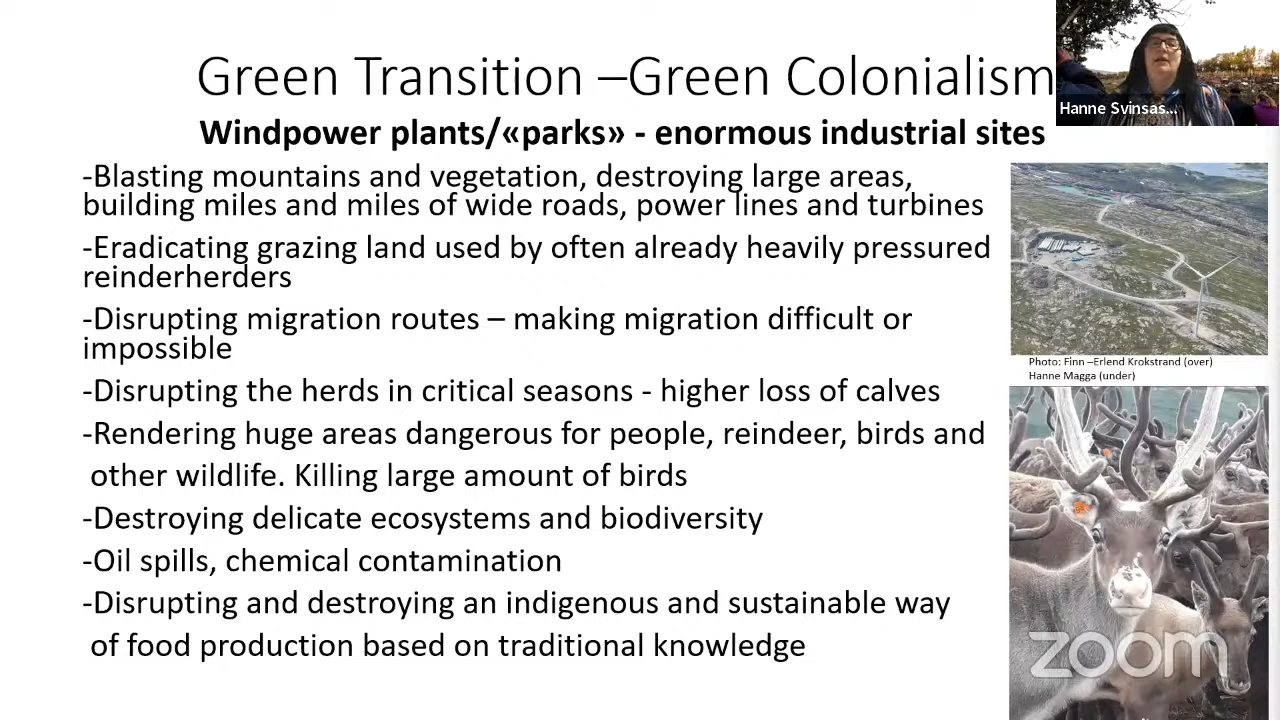 Green Transition –Green Colonialism
Hanne Svinsas...
Windpower plants/«parks» - enormous industrial sites
-Blasting mountains and vegetation, destroying large areas,
building miles and miles of wide roads, power lines and turbines
-Eradicating grazing land used by often already heavily pressured
reinderherders
-Disrupting migration routes – making migration difficult or
impossible
-Disrupting the herds in critical seasons - higher loss of calves
-Rendering huge areas dangerous for people, reindeer, birds and
other wildlife. Killing large amount of birds
-Destroying delicate ecosystems and biodiversity
-Oil spills, chemical contamination
-Disrupting and destroying an indigenous and sustainable way
of food production based on traditional knowledge
Photo: Finn –Erlend Krokstrand (over)
Hanne Magga (under)
zoom